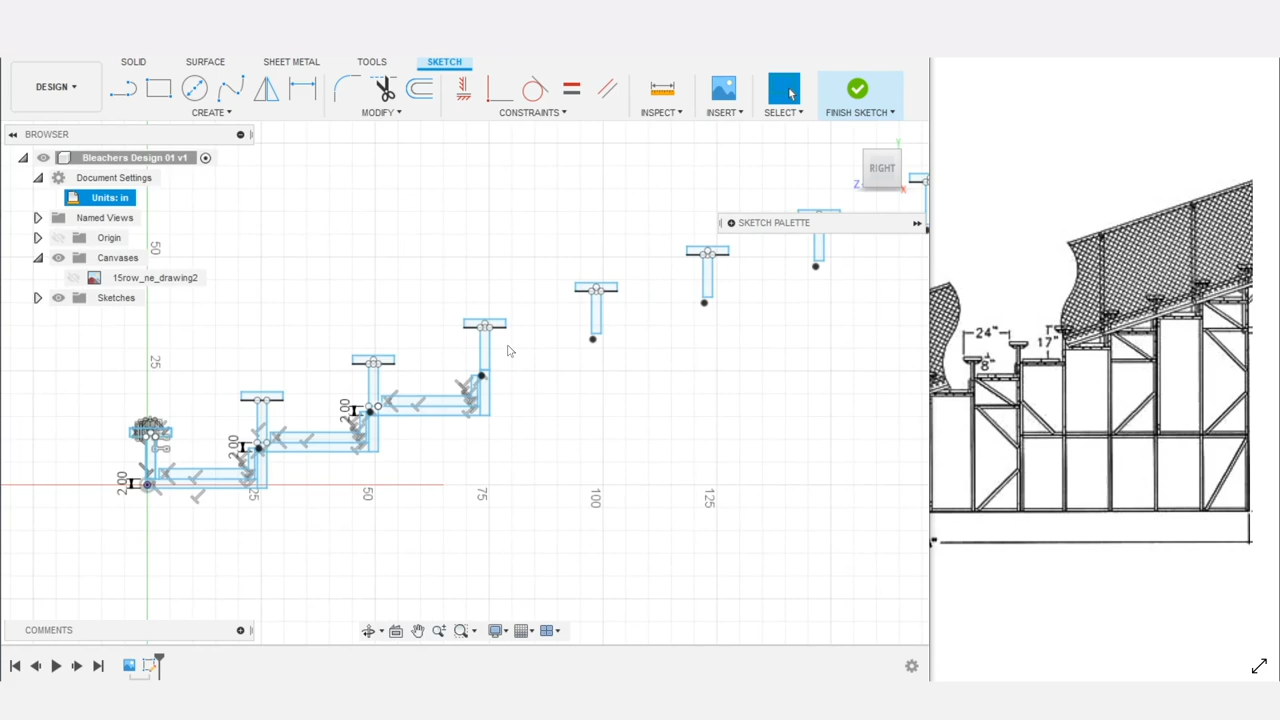 SOLID SURFACE SHEET METAL TOOLS SKETCH
DESIGN
CREATE MODIFY CONSTRAINTS INSPECT INSERT SELECT FINISH SKETCH
BROWSER
Bleachers Design 01 v1
Document Settings
Units: in
Named Views
Origin
Canvases
15row_ne_drawing2
Sketches
RIGHT
Y
Z
X
SKETCH PALETTE
50
25
2.00
2.00
2.00
25
50
75
100
125
24"
17"
8"
COMMENTS